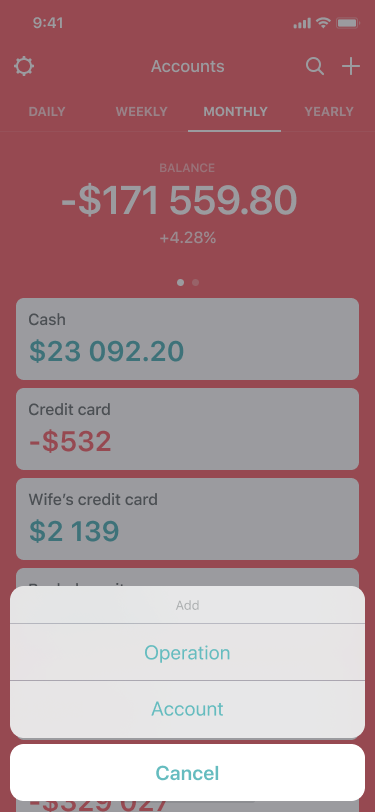 9:41
Accounts
DAILY WEEKLY MONTHLY YEARLY
BALANCE
-$171 559.80
+4.28%
Cash
$23 092.20
Credit card
-$532
Wife’s credit card
$2 139
Add
Operation
Account
Cancel
-$329 027